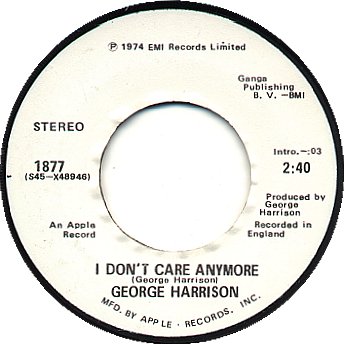 ℗ 1974 EMI Records Limited
Ganga
Publishing
B. V. -BMI
STEREO
Intro.-:03
1877
2:40
(S45-X48946)
Produced by
George
Harrison
An Apple
Record
Recorded in
England
I DON'T CARE ANYMORE
(George Harrison)
GEORGE HARRISON
MFD. BY APPLE · RECORDS, INC.